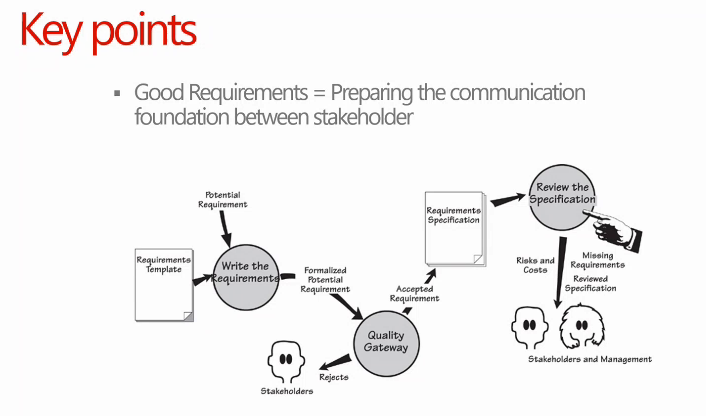 Key points
▪ Good Requirements = Preparing the communication
foundation between stakeholder
Potential
Requirement
Requirements
Template
Write the
Requirements
Formalized
Potential
Requirement
Quality
Gateway
Rejects
Stakeholders
Accepted
Requirement
Requirements
Specification
Review the
Specification
Risks and
Costs
Missing
Requirements
Reviewed
Specification
Stakeholders and Management